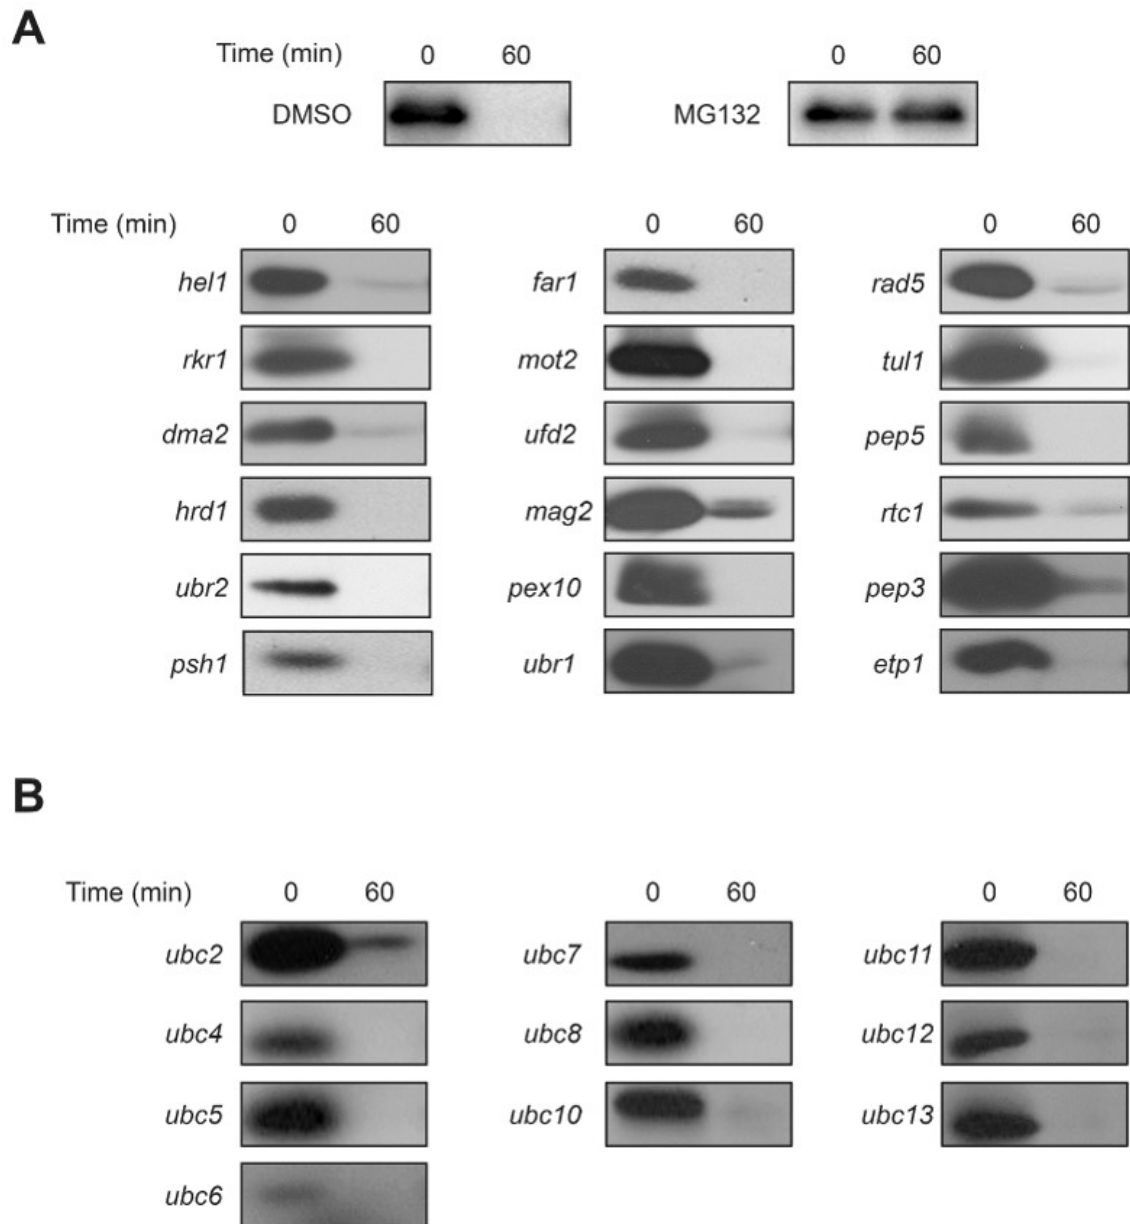 A
Time (min) 0 60 0 60
DMSO MG132
Time (min) 0 60 0 60 0 60
hel1 far1 rad5
rkr1 mot2 tul1
dma2 ufd2 pep5
hrd1 mag2 rtc1
ubr2 pex10 pep3
psh1 ubr1 etp1
B
Time (min) 0 60 0 60 0 60
ubc2 ubc7 ubc11
ubc4 ubc8 ubc12
ubc5 ubc10 ubc13
ubc6